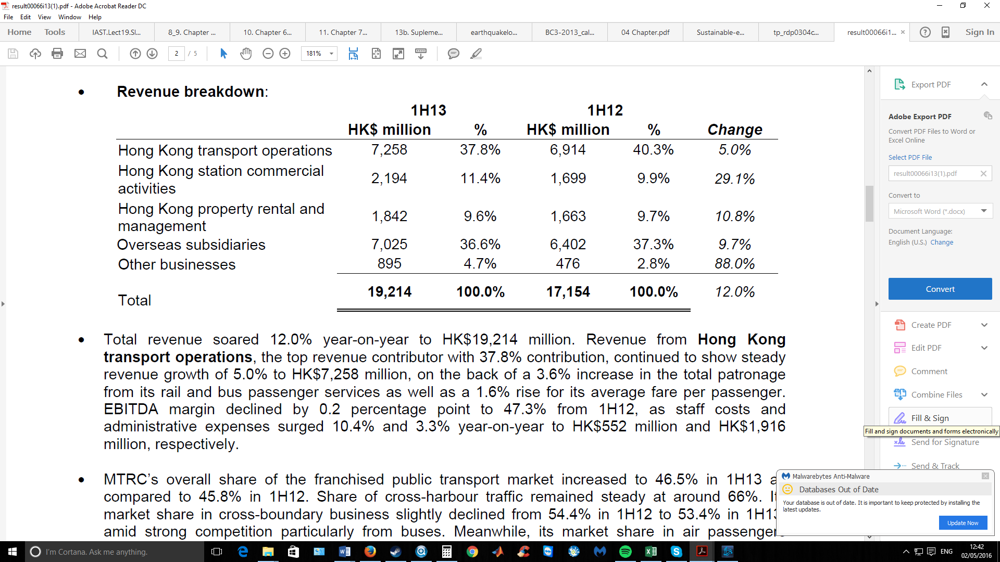 result00066i13(1).pdf - Adobe Acrobat Reader DC
File Edit View Window Help
Home Tools IAST.Lect19.Sl... 8_9. Chapter ... 10. Chapter 6... 11. Chapter 7... 13b. Supleme... earthquakelo... BC3-2013_cal... 04 Chapter.pdf Sustainable-e... tp_rdp0304c... result00066i1... × Sign In
2 / 5 181%
• Revenue breakdown:
1H13 1H12
HK$ million % HK$ million % Change
Hong Kong transport operations 7,258 37.8% 6,914 40.3% 5.0%
Hong Kong station commercial
activities 2,194 11.4% 1,699 9.9% 29.1%
Hong Kong property rental and
management 1,842 9.6% 1,663 9.7% 10.8%
Overseas subsidiaries 7,025 36.6% 6,402 37.3% 9.7%
Other businesses 895 4.7% 476 2.8% 88.0%
Total 19,214 100.0% 17,154 100.0% 12.0%
• Total revenue soared 12.0% year-on-year to HK$19,214 million. Revenue from Hong Kong
transport operations, the top revenue contributor with 37.8% contribution, continued to show steady
revenue growth of 5.0% to HK$7,258 million, on the back of a 3.6% increase in the total patronage
from its rail and bus passenger services as well as a 1.6% rise for its average fare per passenger.
EBITDA margin declined by 0.2 percentage point to 47.3% from 1H12, as staff costs and
administrative expenses surged 10.4% and 3.3% year-on-year to HK$552 million and HK$1,916
million, respectively.
• MTRC's overall share of the franchised public transport market increased to 46.5% in 1H13
compared to 45.8% in 1H12. Share of cross-harbour traffic remained steady at around 66%.
market share in cross-boundary business slightly declined from 54.4% in 1H12 to 53.4% in 1H13
amid strong competition particularly from buses. Meanwhile, its market share in air passenger
Export PDF
Adobe Export PDF
Convert PDF Files to Word or
Excel Online
Select PDF File
result00066i13(1).pdf
Convert to
Microsoft Word (*.docx)
Document Language:
English (U.S.) Change
Convert
Create PDF
Edit PDF
Comment
Combine Files
Fill & Sign
Fill and sign documents and forms electronically
Send for Signature
Send & Track
Malwarebytes Anti-Malware
Databases Out of Date
Your database is out of date. It is important to keep protected by installing the
latest updates.
Update Now
I'm Cortana. Ask me anything.
ENG
12:42
02/05/2016